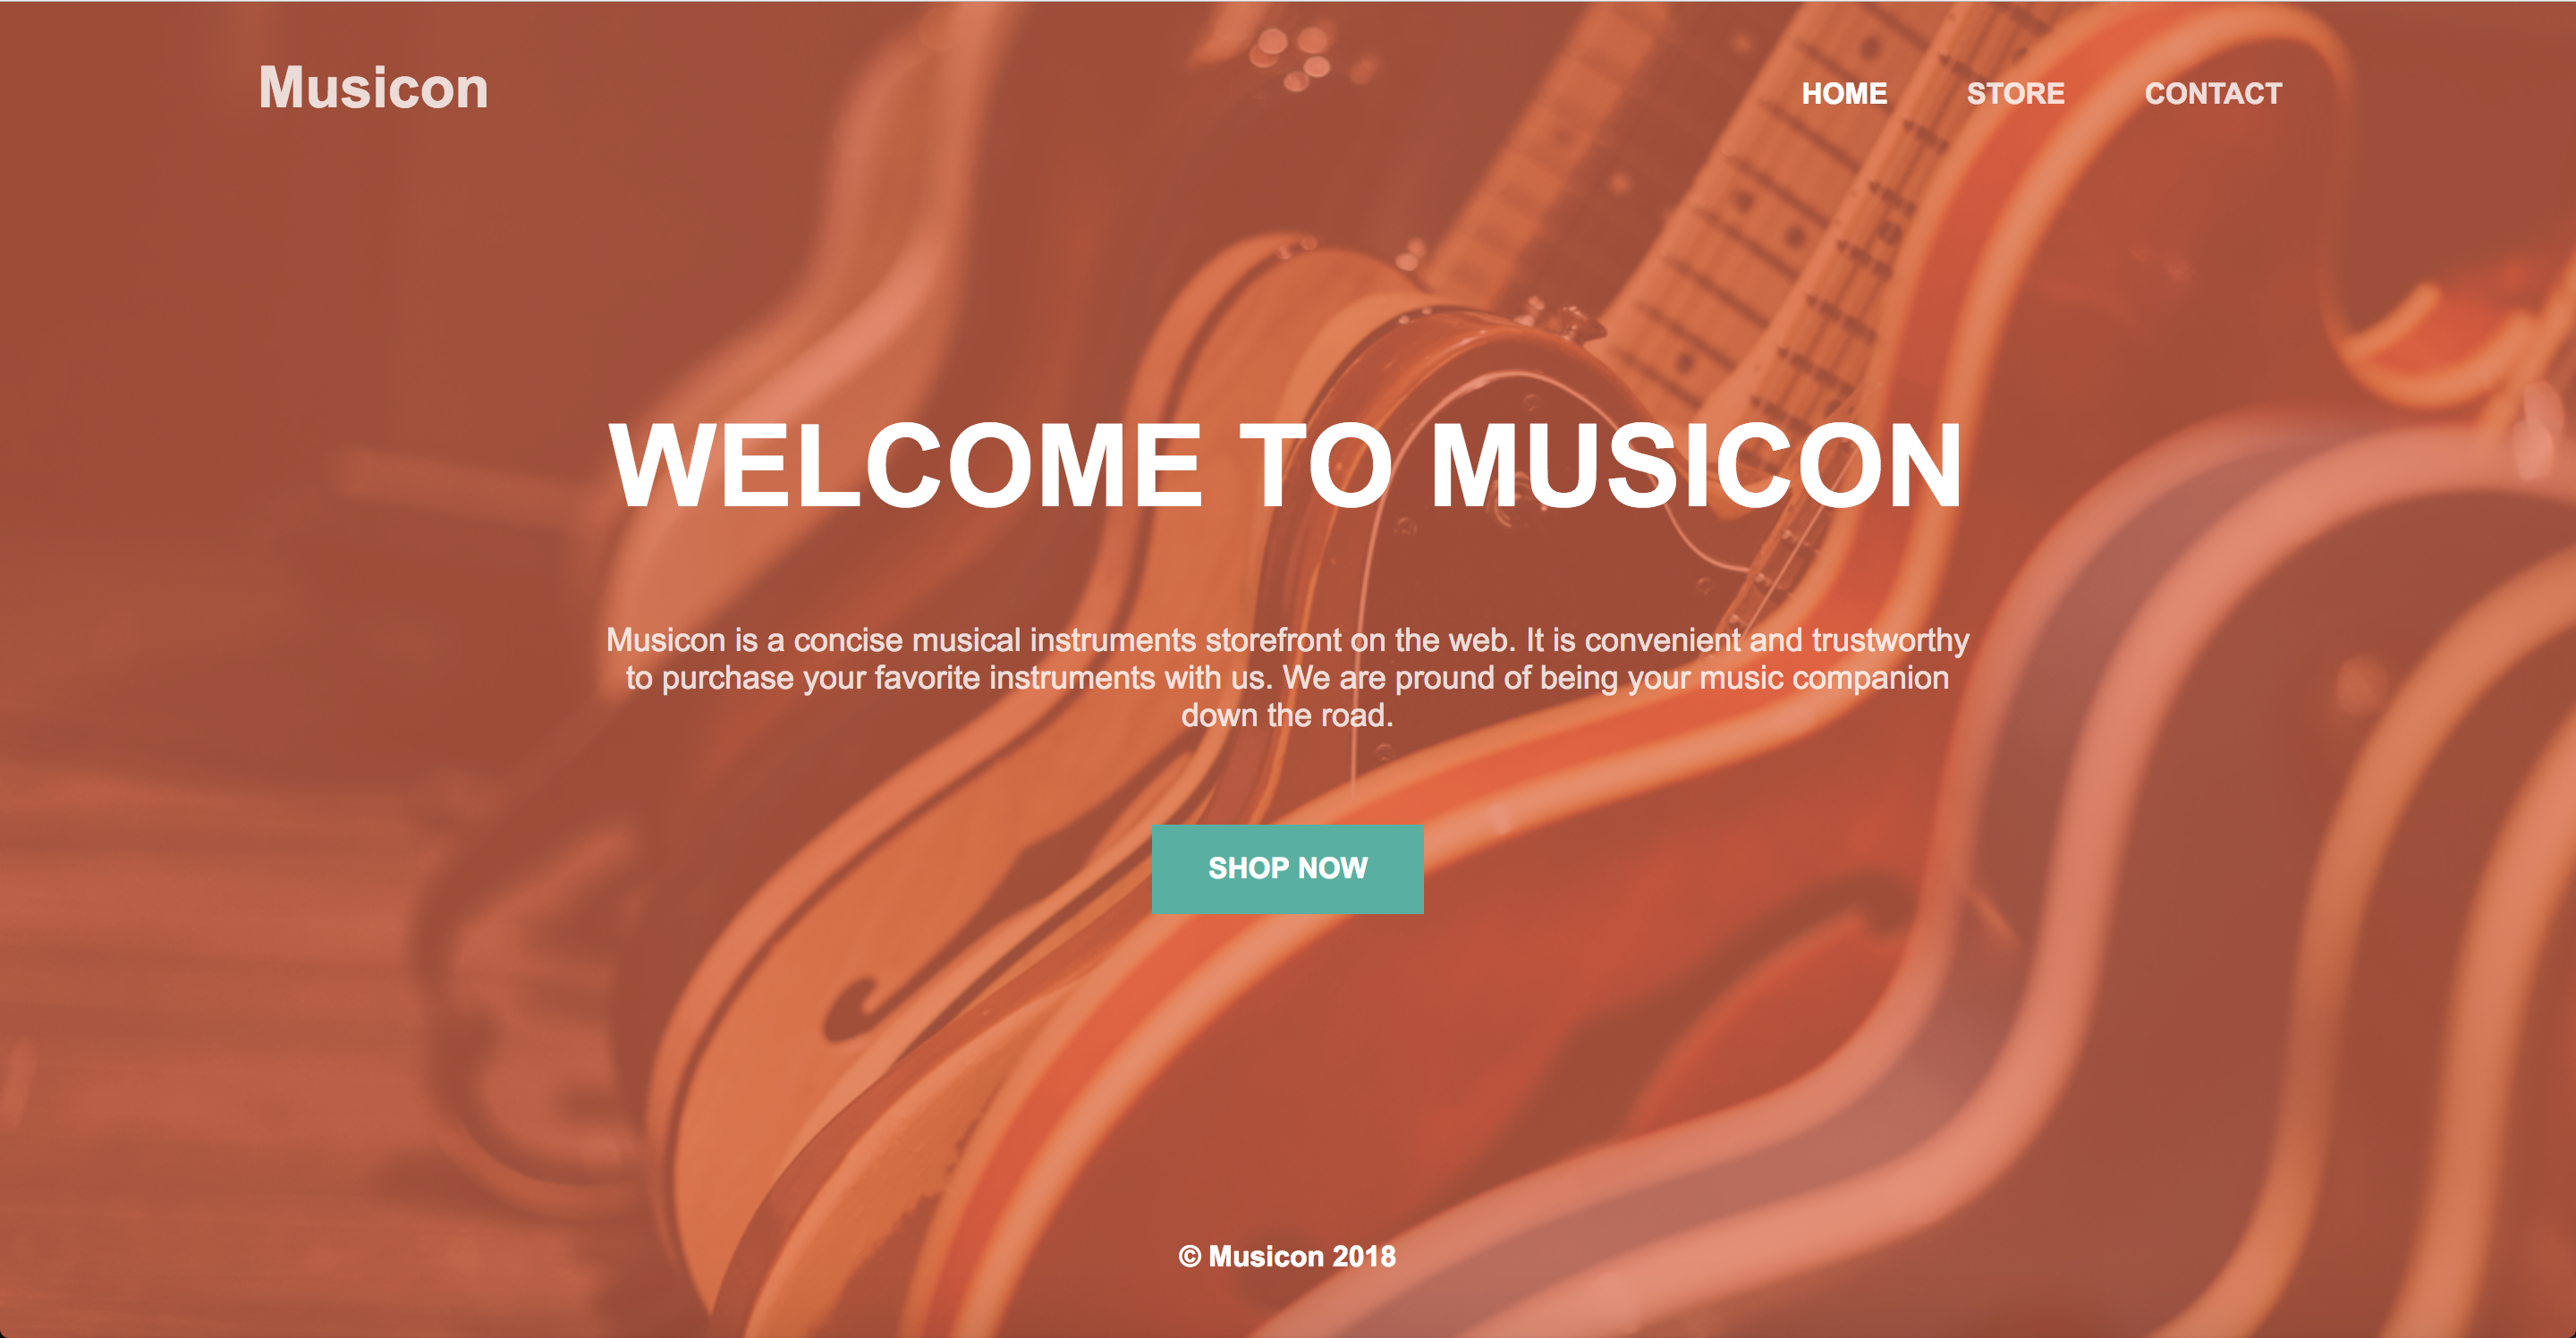 Musicon
HOME STORE CONTACT
WELCOME TO MUSICON
Musicon is a concise musical instruments storefront on the web. It is convenient and trustworthy
to purchase your favorite instruments with us. We are pround of being your music companion
down the road.
SHOP NOW
© Musicon 2018